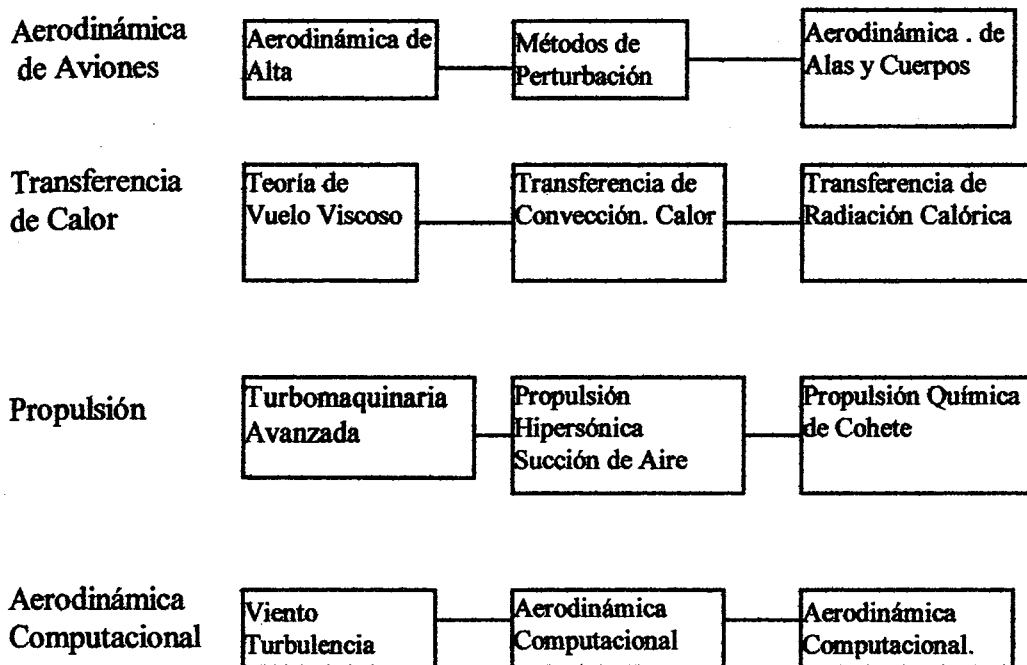 Aerodinámica
de Aviones
Aerodinámica de
Alta
Métodos de
Perturbación
Aerodinámica . de
Alas y Cuerpos
Transferencia
de Calor
Teoría de
Vuelo Viscoso
Transferencia de
Convección. Calor
Transferencia de
Radiación Calórica
Propulsión
Turbomaquinaria
Avanzada
Propulsión
Hipersónica
Succión de Aire
Propulsión Química
de Cohete
Aerodinámica
Computacional
Viento
Turbulencia
Aerodinámica
Computacional
Aerodinámica
Computacional.